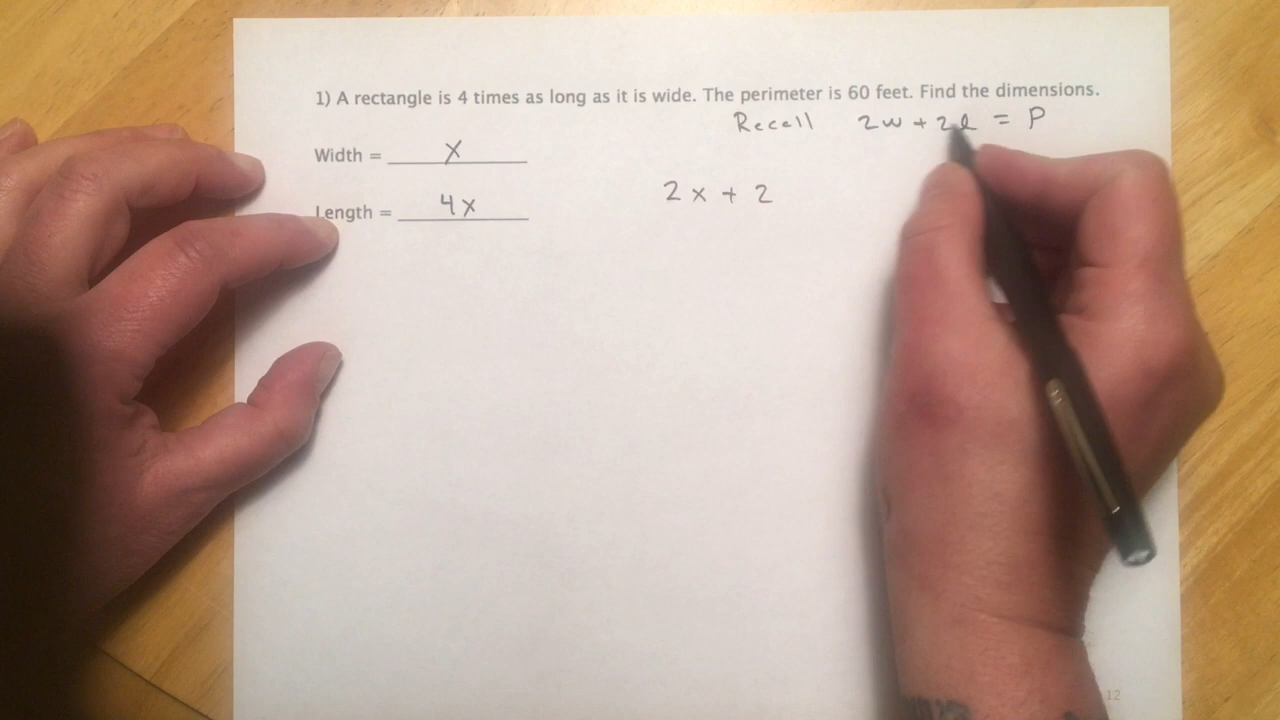 1) A rectangle is 4 times as long as it is wide. The perimeter is 60 feet. Find the dimensions.
Recall 2w + 2l = P
Width = x
2x + 2
Length = 4x
12